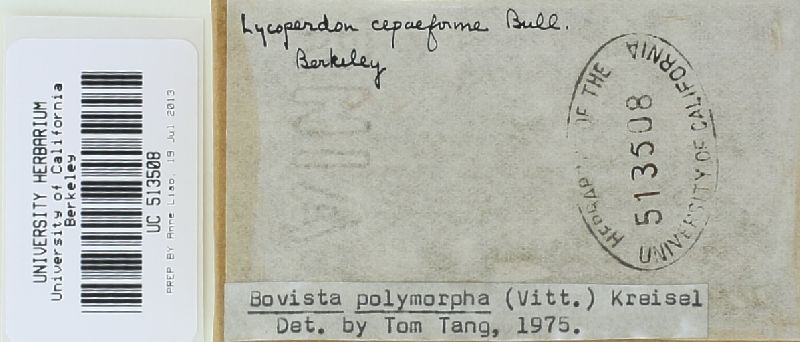 UNIVERSITY HERBARIUM
University of California
Berkeley
UC 513508
PREP BY Anne Liao, 19 Jul 2013
Lycoperdon cepaeforme Bull.
Berkeley
OF THE
UNIVERSITY OF CALIFORNIA
513508
Bovista polymorpha (Vitt.) Kreisel
Det. by Tom Tang, 1975.